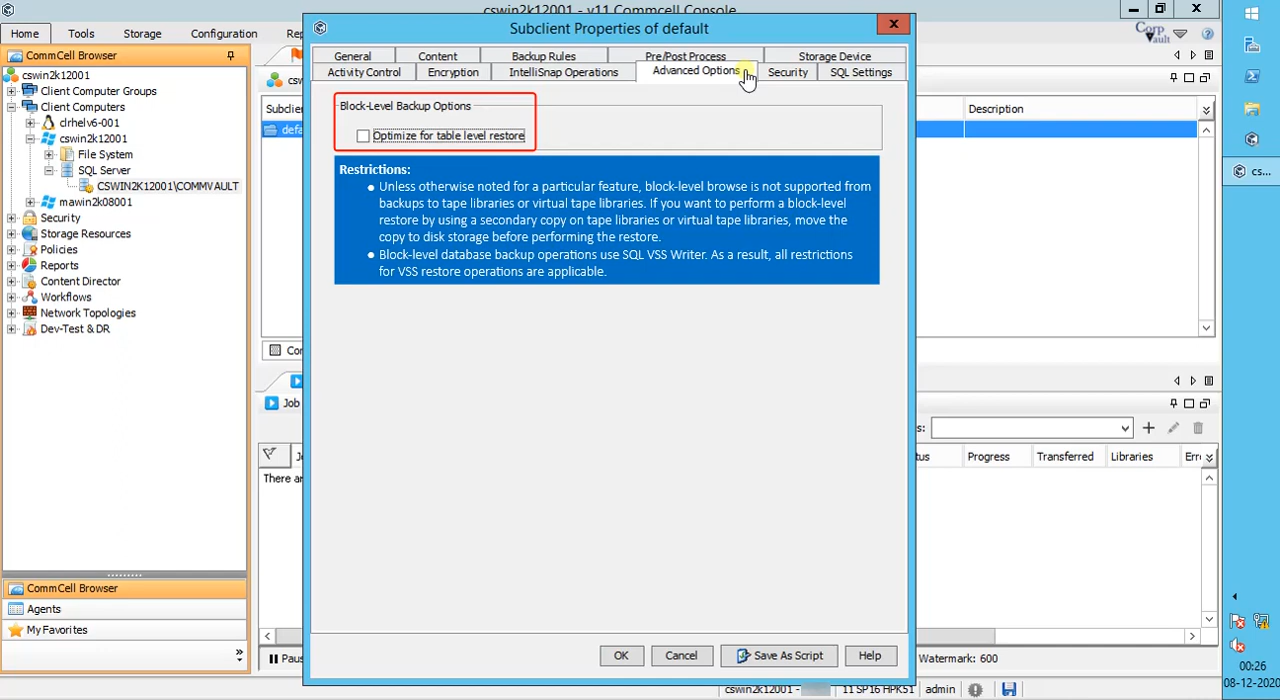 cswin2k12001 - v11 Commcell Console
Home
Tools
Storage
Configuration
Corp
Vault
CommCell Browser
cswin2k12001
Client Computer Groups
Client Computers
clrhelv6-001
cswin2k12001
File System
SQL Server
CSWIN2K12001\COMMVAULT
mawin2k08001
Security
Storage Resources
Policies
Reports
Content Director
Workflows
Network Topologies
Dev-Test & DR
CommCell Browser
Agents
My Favorites
Subclient Properties of default
General
Content
Backup Rules
Pre/Post Process
Storage Device
Activity Control
Encryption
IntelliSnap Operations
Advanced Options
Security
SQL Settings
Block-Level Backup Options
Optimize for table level restore
Restrictions:
• Unless otherwise noted for a particular feature, block-level browse is not supported from
backups to tape libraries or virtual tape libraries. If you want to perform a block-level
restore by using a secondary copy on tape libraries or virtual tape libraries, move the
copy to disk storage before performing the restore.
• Block-level database backup operations use SQL VSS Writer. As a result, all restrictions
for VSS restore operations are applicable.
OK
Cancel
Save As Script
Help
Description
Job
Progress
Transferred
Libraries
Watermark: 600
cswin2k12001 -
11 SP16 HPK51
admin
cs...
00:26
08-12-2020